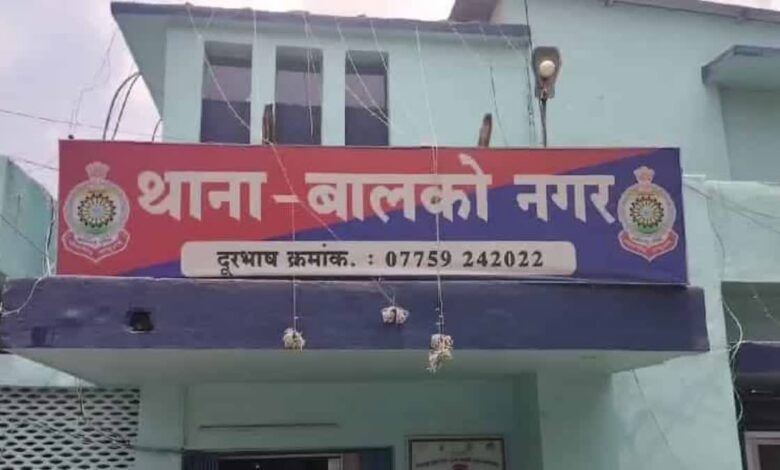 थाना - बालको नगर
दूरभाष क्रमांक. : 07759 242022